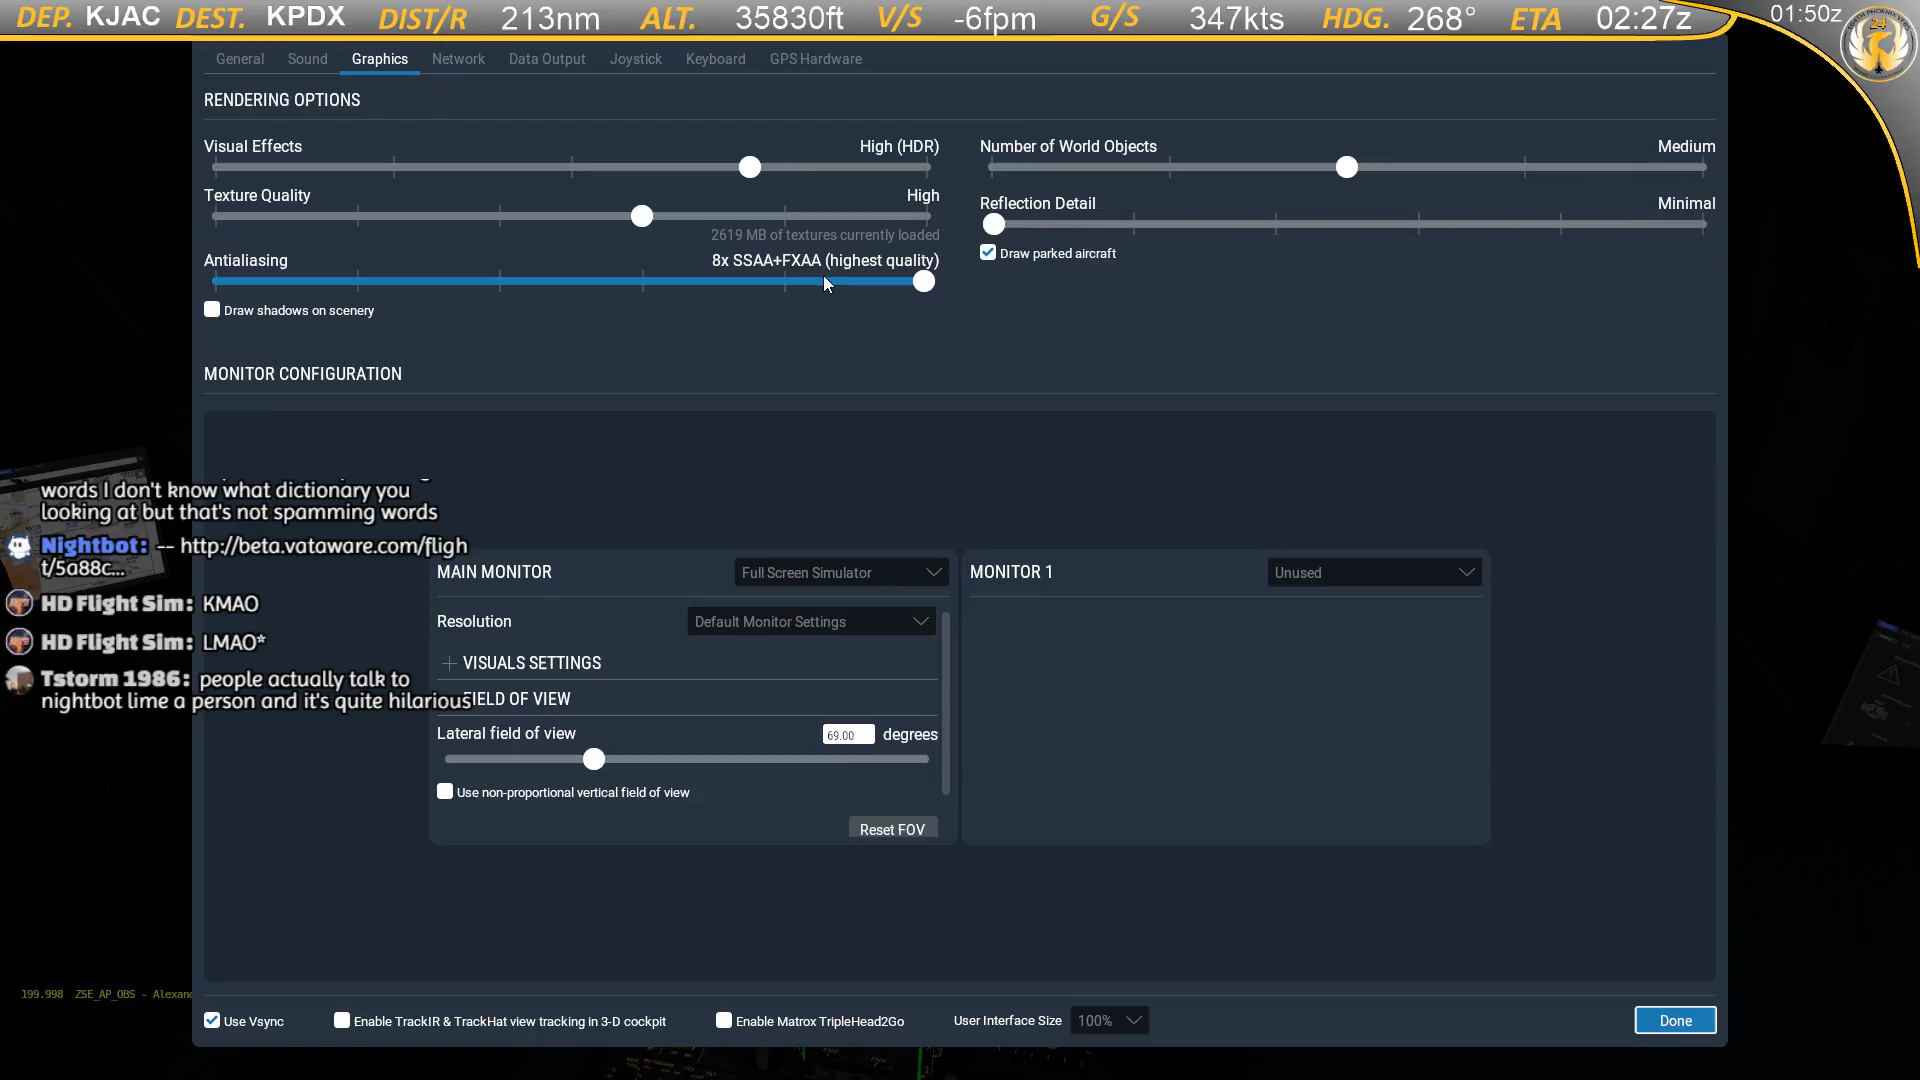 DEP. KJAC DEST. KPDX DIST/R 213nm ALT. 35830ft V/S -6fpm G/S 347kts HDG. 268° ETA 02:27z 01:50z
24
General Sound Graphics Network Data Output Joystick Keyboard GPS Hardware
RENDERING OPTIONS
Visual Effects High (HDR)
Number of World Objects Medium
Texture Quality High
2619 MB of textures currently loaded
Reflection Detail Minimal
Antialiasing 8x SSAA+FXAA (highest quality)
Draw parked aircraft
Draw shadows on scenery
MONITOR CONFIGURATION
words I don't know what dictionary you
looking at but that's not spamming words
Nightbot: -- http://beta.vataware.com/fligh
t/5a88c...
HD Flight Sim: KMAO
HD Flight Sim: LMAO*
Tstorm 1986: people actually talk to
nightbot lime a person and it's quite hilarious
MAIN MONITOR Full Screen Simulator
Resolution Default Monitor Settings
VISUALS SETTINGS
FIELD OF VIEW
Lateral field of view 69.00 degrees
Use non-proportional vertical field of view
Reset FOV
MONITOR 1 Unused
199.998 ZSE_AP_OBS - Alexan
Use Vsync Enable TrackIR & TrackHat view tracking in 3-D cockpit Enable Matrox TripleHead2Go User Interface Size 100% Done